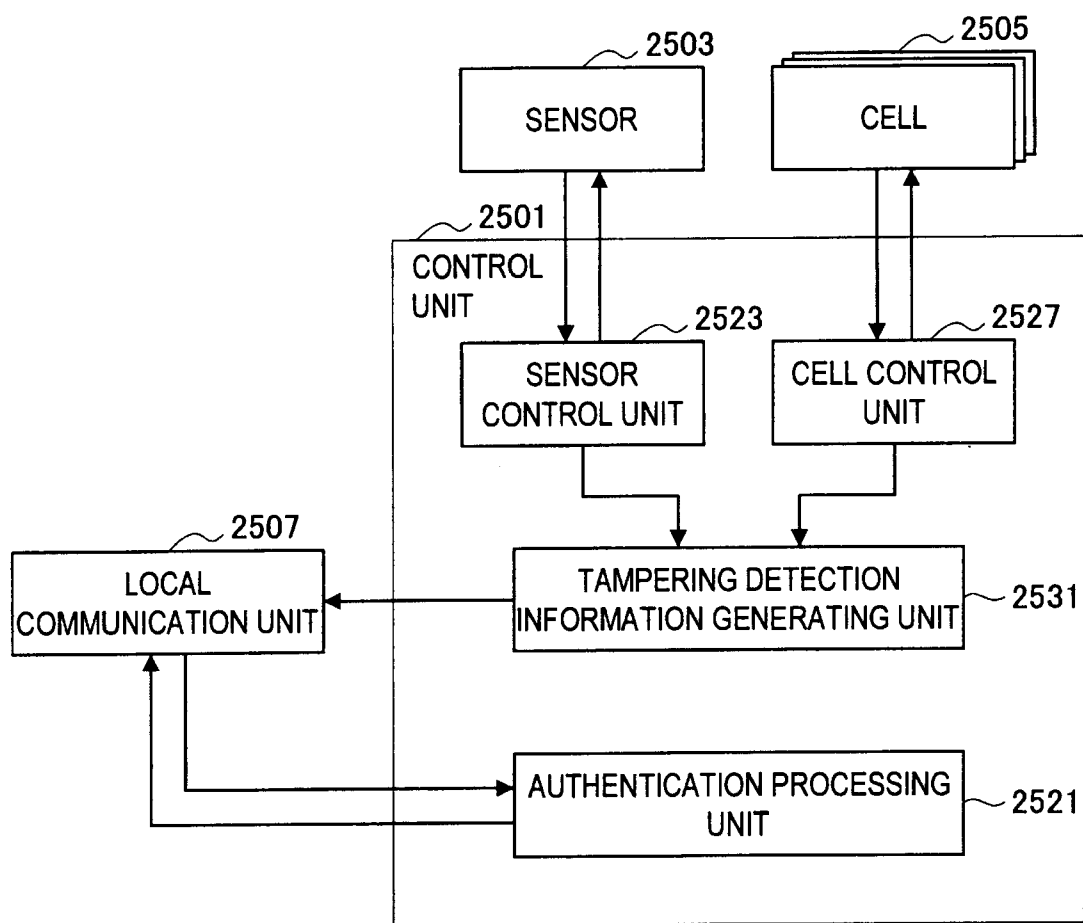 2503
2505
SENSOR
CELL
2501
CONTROL
UNIT
2523
2527
SENSOR
CONTROL UNIT
CELL CONTROL
UNIT
2507
LOCAL
COMMUNICATION UNIT
TAMPERING DETECTION
INFORMATION GENERATING UNIT
2531
AUTHENTICATION PROCESSING
UNIT
2521